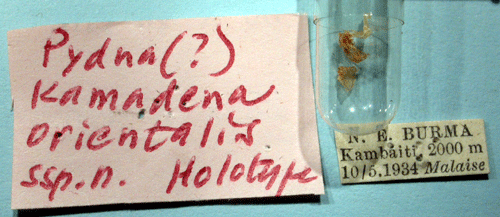 Pydna(?)
Kamadena
orientalis
ssp.n. Holotype
N. E. BURMA
Kambaiti, 2000 m
10/5.1934 Malaise